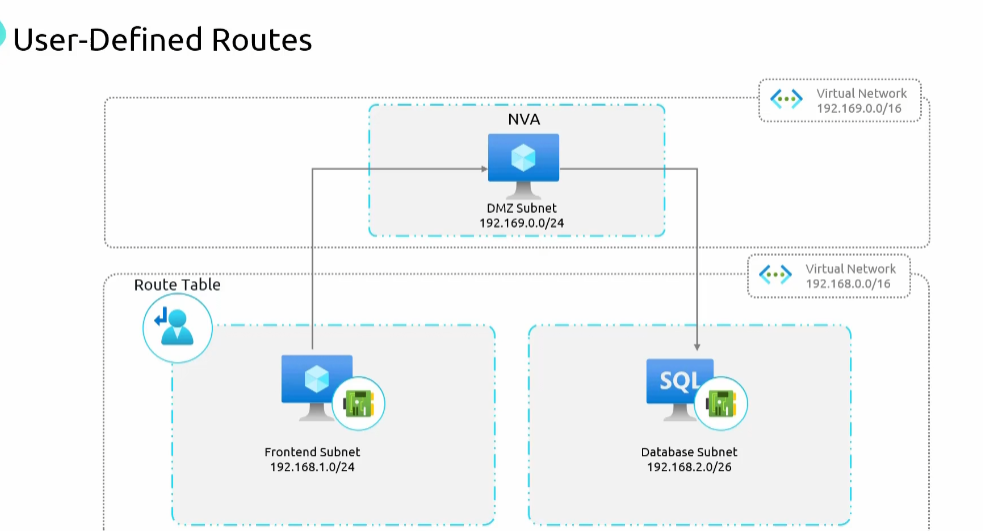 User-Defined Routes
Virtual Network
192.169.0.0/16
NVA
DMZ Subnet
192.169.0.0/24
Virtual Network
192.168.0.0/16
Route Table
SQL
Frontend Subnet
192.168.1.0/24
Database Subnet
192.168.2.0/26